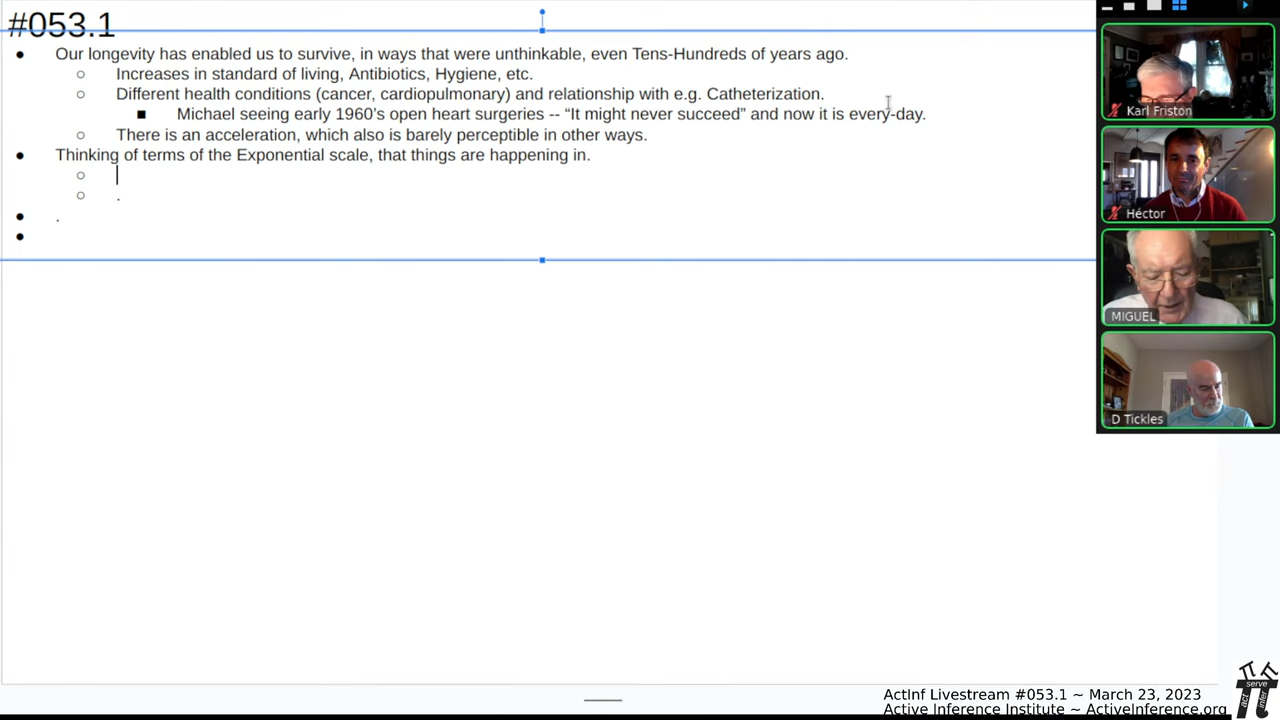 #053.1
● Our longevity has enabled us to survive, in ways that were unthinkable, even Tens-Hundreds of years ago.
○ Increases in standard of living, Antibiotics, Hygiene, etc.
○ Different health conditions (cancer, cardiopulmonary) and relationship with e.g. Catheterization.
■ Michael seeing early 1960's open heart surgeries -- “It might never succeed” and now it is every-day.
○ There is an acceleration, which also is barely perceptible in other ways.
● Thinking of terms of the Exponential scale, that things are happening in.
○
○ .
● .
●
Karl Friston
Héctor
MIGUEL
D Tickles
ActInf Livestream #053.1 ~ March 23, 2023
Active Inference Institute ~ ActiveInference.org
act
serve
infer